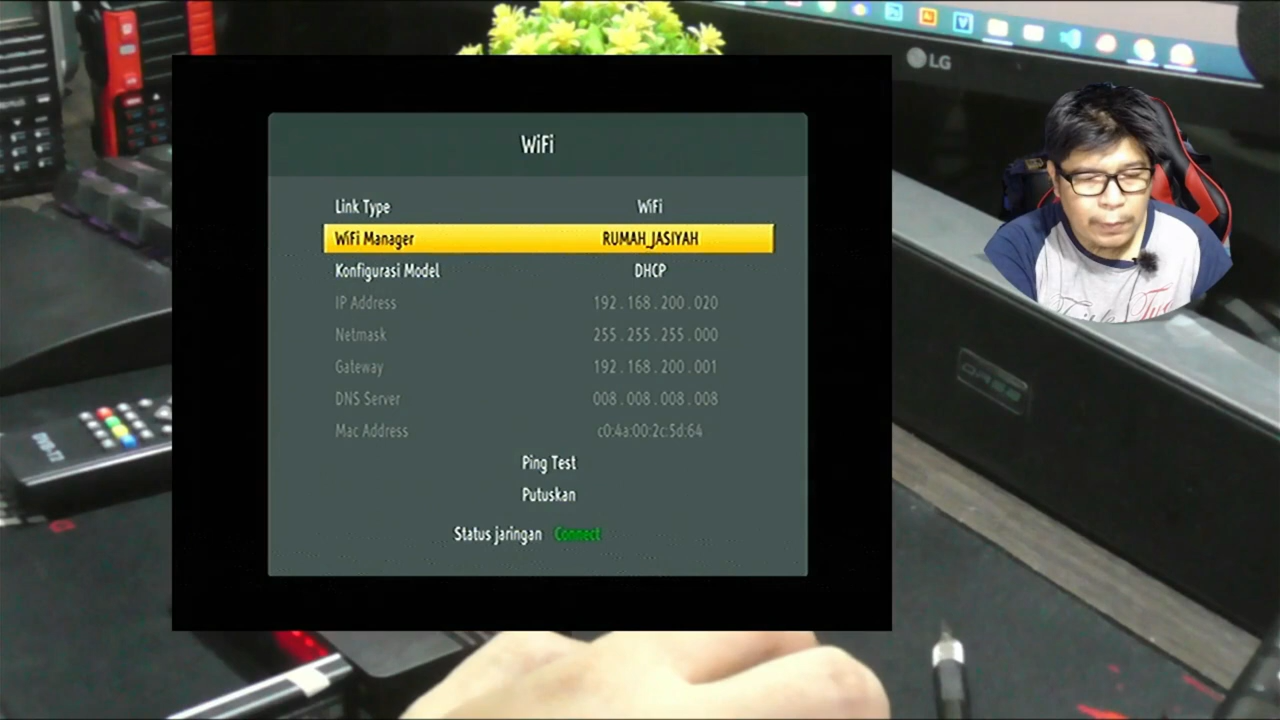 LG
WiFi
Link Type WiFi
WiFi Manager RUMAH_JASIYAH
Konfigurasi Model DHCP
IP Address 192 . 168 . 200 . 020
Netmask 255 . 255 . 255 . 000
Gateway 192 . 168 . 200 . 001
DNS Server 008 . 008 . 008 . 008
Mac Address c0:4a:00:2c:5d:64
Ping Test
Putuskan
Status jaringan Connect
DVB-T2